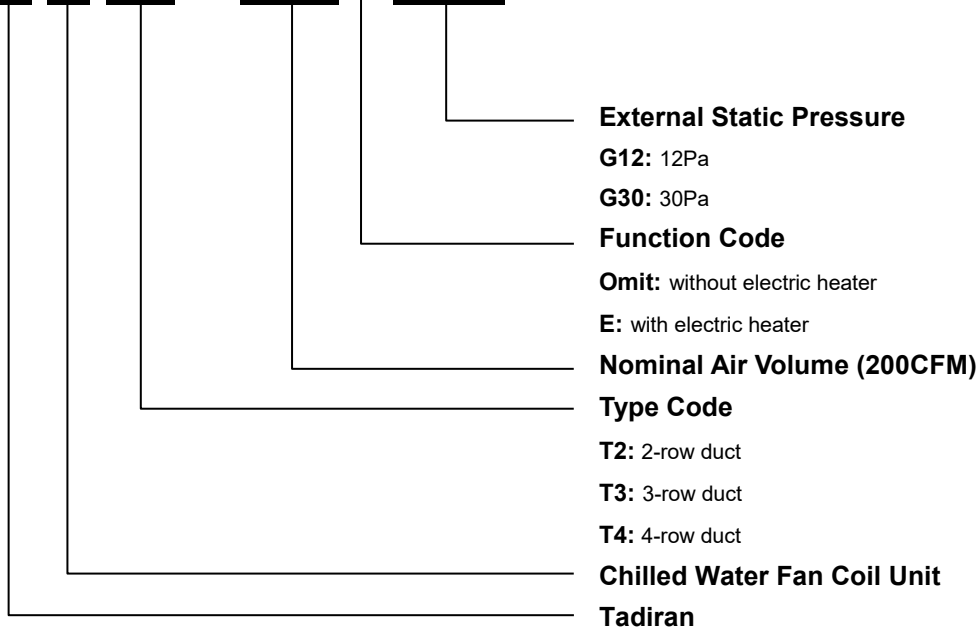 External Static Pressure
G12: 12Pa
G30: 30Pa
Function Code
Omit: without electric heater
E: with electric heater
Nominal Air Volume (200CFM)
Type Code
T2: 2-row duct
T3: 3-row duct
T4: 4-row duct
Chilled Water Fan Coil Unit
Tadiran